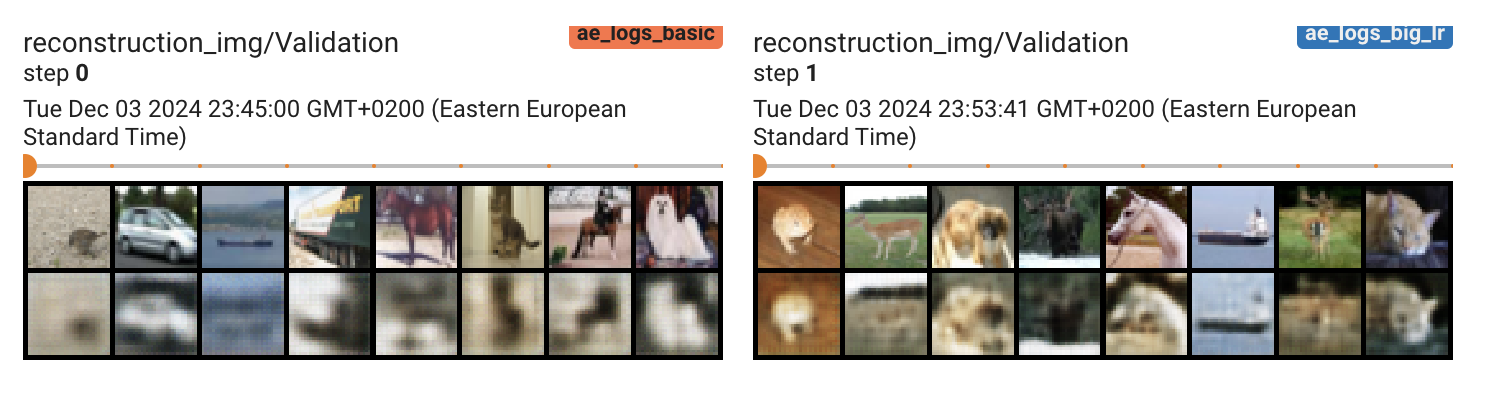 reconstruction_img/Validation
ae_logs_basic
step 0
Tue Dec 03 2024 23:45:00 GMT+0200 (Eastern European
Standard Time)
reconstruction_img/Validation
ae_logs_big_lr
step 1
Tue Dec 03 2024 23:53:41 GMT+0200 (Eastern European
Standard Time)